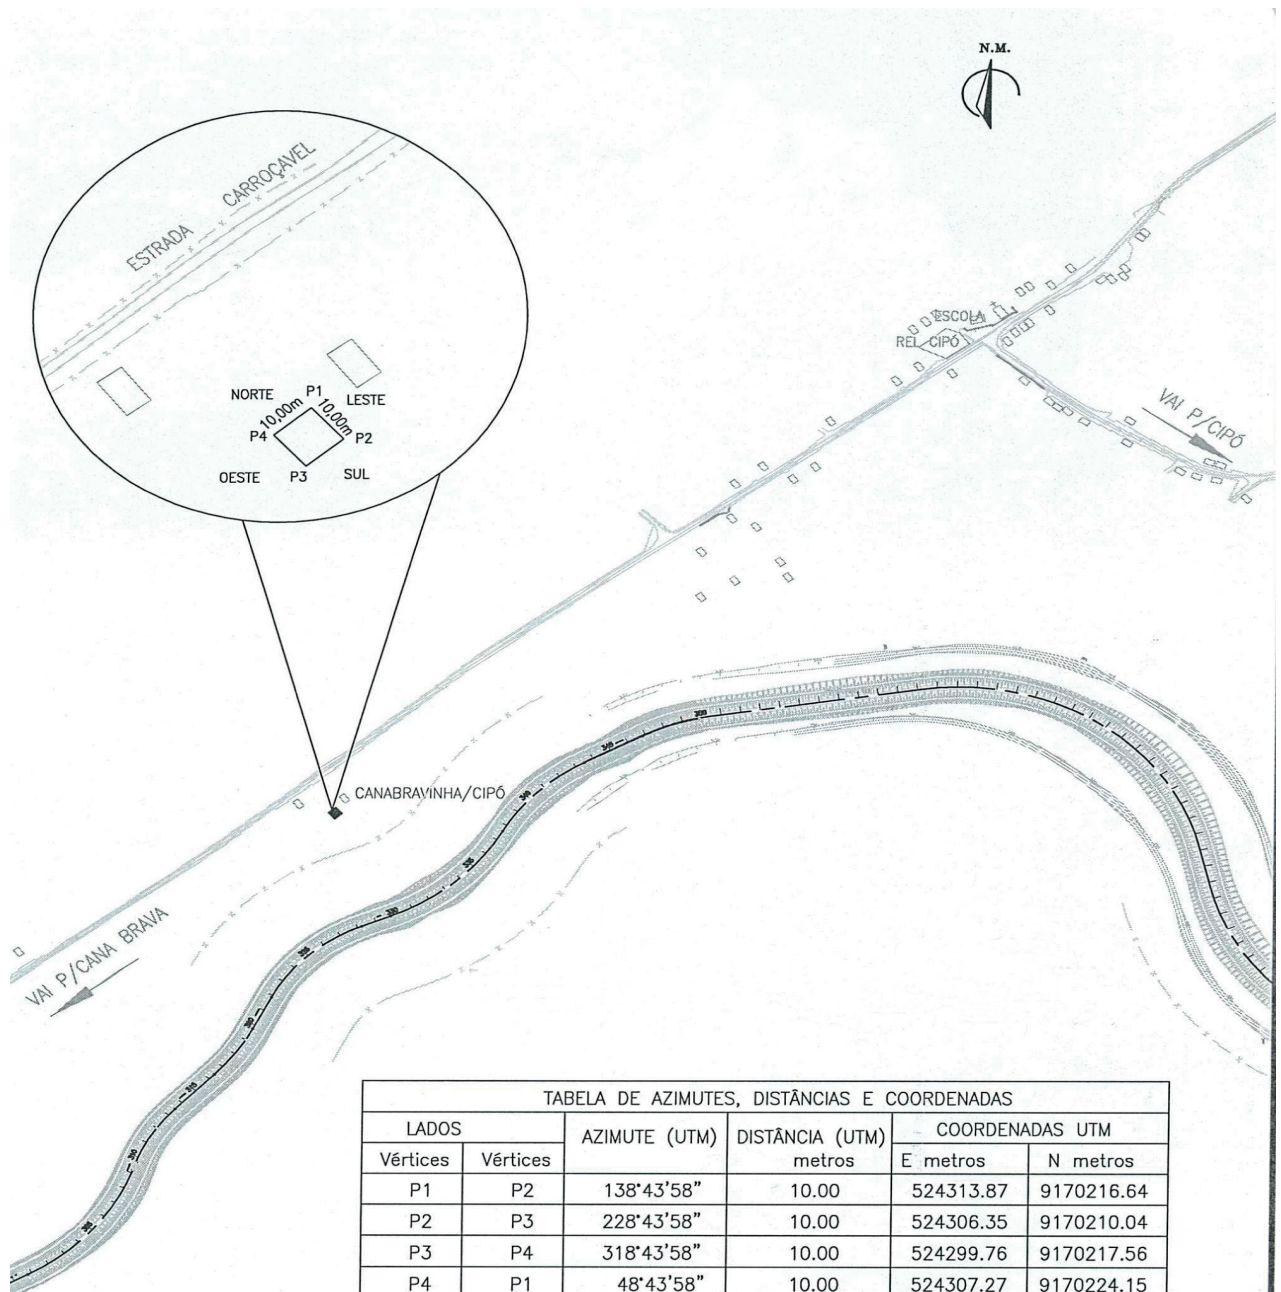 N.M.
ESTRADA CARROÇAVEL
NORTE
P1
LESTE
10,00m
10,00m
P4
P2
OESTE
P3
SUL
ESCOLA
REL CIPÓ
VAI P/CIPÓ
CANABRAVINHA/CIPÓ
VAI P/CANA BRAVA
TABELA DE AZIMUTES, DISTÂNCIAS E COORDENADAS
LADOS AZIMUTE (UTM) DISTÂNCIA (UTM) metros COORDENADAS UTM
Vértices Vértices E metros N metros
P1 P2 138°43'58" 10.00 524313.87 9170216.64
P2 P3 228°43'58" 10.00 524306.35 9170210.04
P3 P4 318°43'58" 10.00 524299.76 9170217.56
P4 P1 48°43'58" 10.00 524307.27 9170224.15